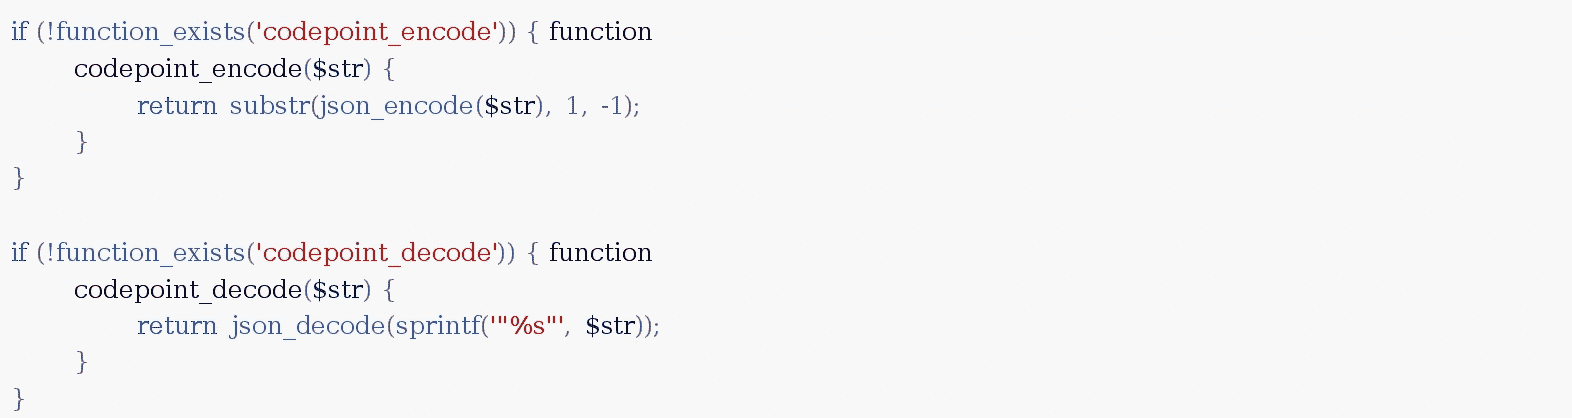 if (!function_exists('codepoint_encode')) { function
codepoint_encode($str) {
return substr(json_encode($str), 1, -1);
}
}
if (!function_exists('codepoint_decode')) { function
codepoint_decode($str) {
return json_decode(sprintf('"%s"', $str));
}
}